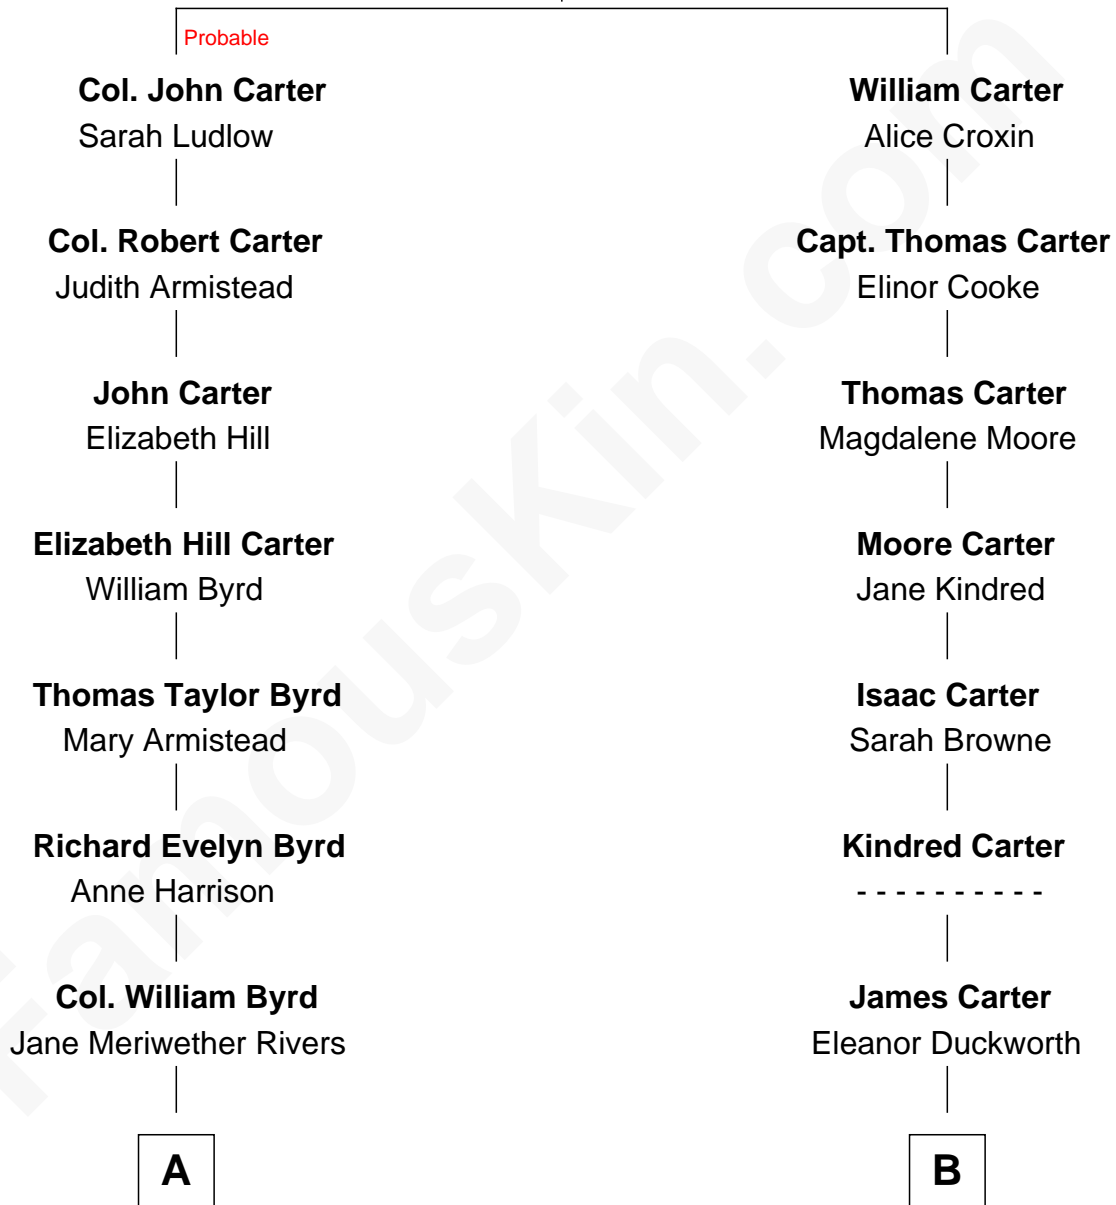 Probable
Col. John Carter
Sarah Ludlow
William Carter
Alice Croxin
Col. Robert Carter
Judith Armistead
Capt. Thomas Carter
Elinor Cooke
John Carter
Elizabeth Hill
Thomas Carter
Magdalene Moore
Elizabeth Hill Carter
William Byrd
Moore Carter
Jane Kindred
Thomas Taylor Byrd
Mary Armistead
Isaac Carter
Sarah Browne
Richard Evelyn Byrd
Anne Harrison
Kindred Carter
- - - - - - - - - -
Col. William Byrd
Jane Meriwether Rivers
James Carter
Eleanor Duckworth
A
B
FamousKin.com